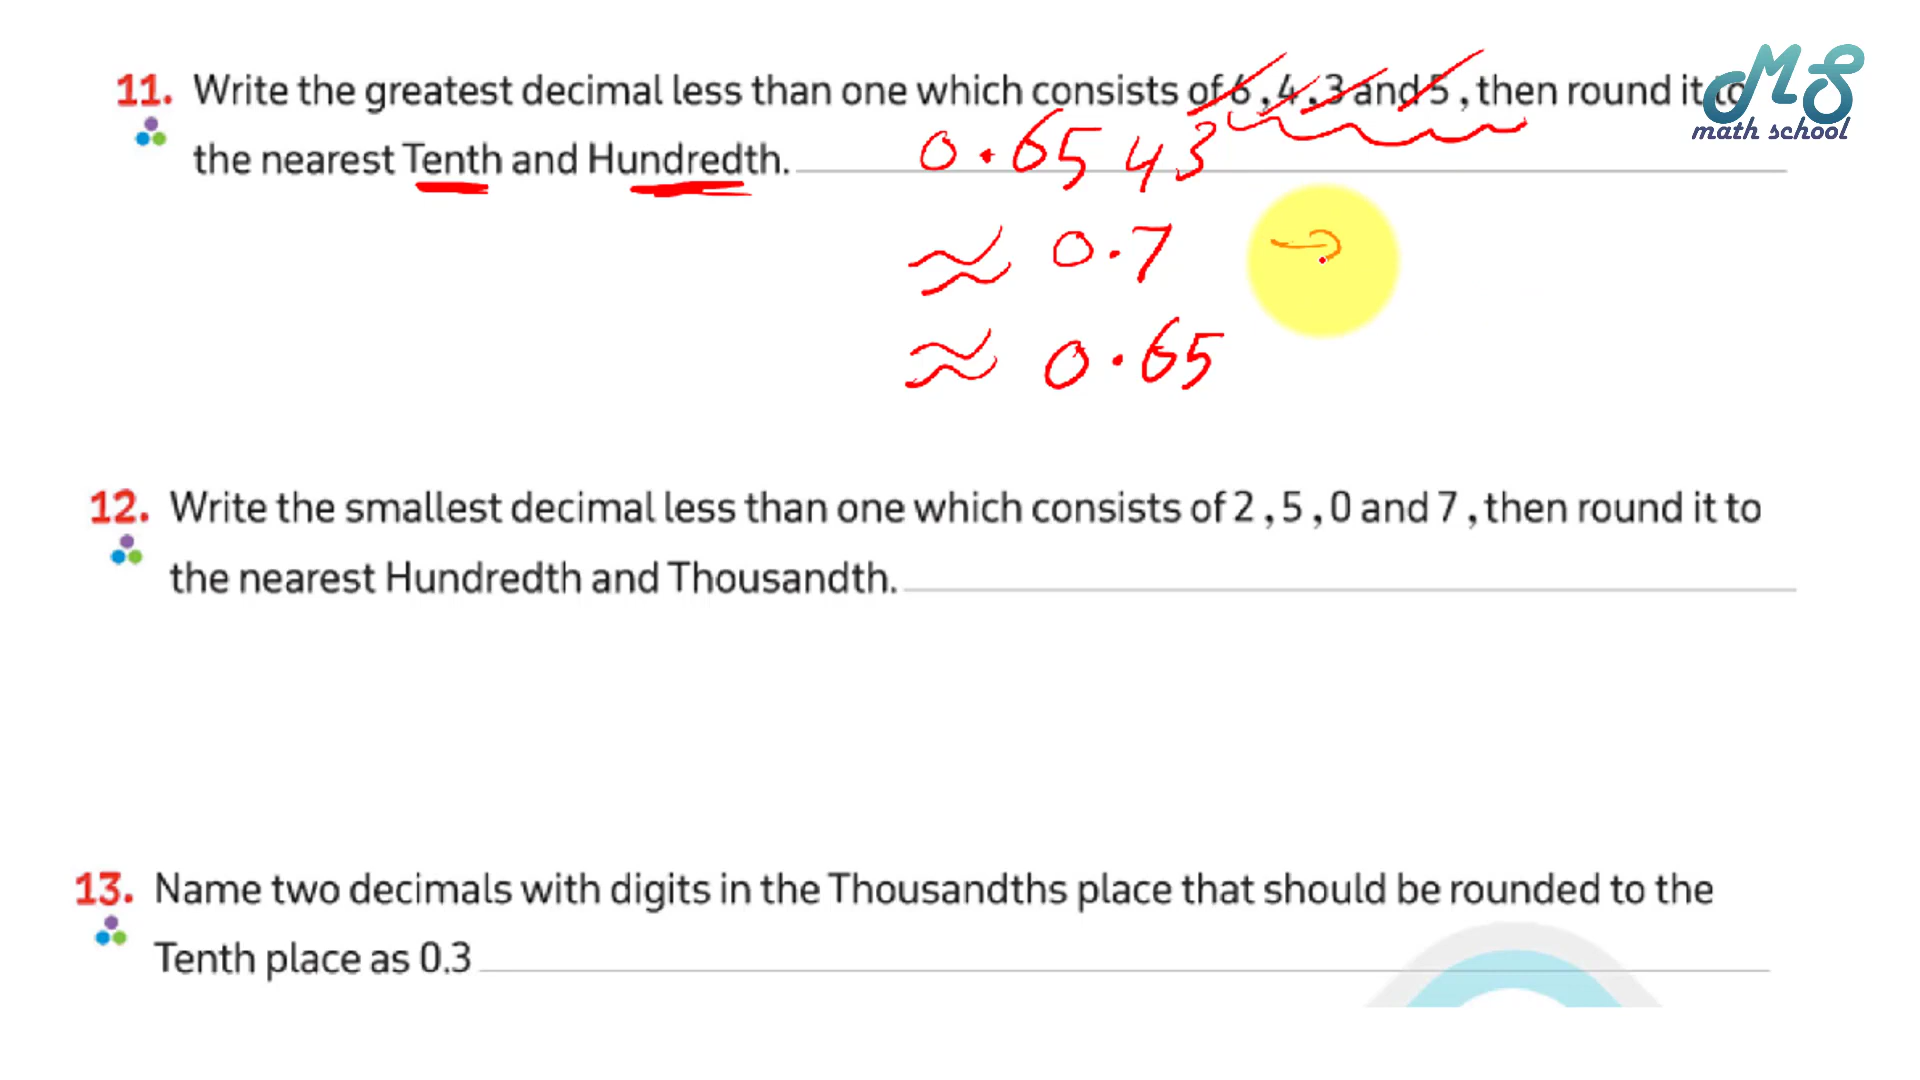 11. Write the greatest decimal less than one which consists of 6 , 4 , 3 and 5 , then round it to
MS
math school
the nearest Tenth and Hundredth. 0.6543
≈ 0.7
≈ 0.65
12. Write the smallest decimal less than one which consists of 2 , 5 , 0 and 7 , then round it to
the nearest Hundredth and Thousandth.
13. Name two decimals with digits in the Thousandths place that should be rounded to the
Tenth place as 0.3